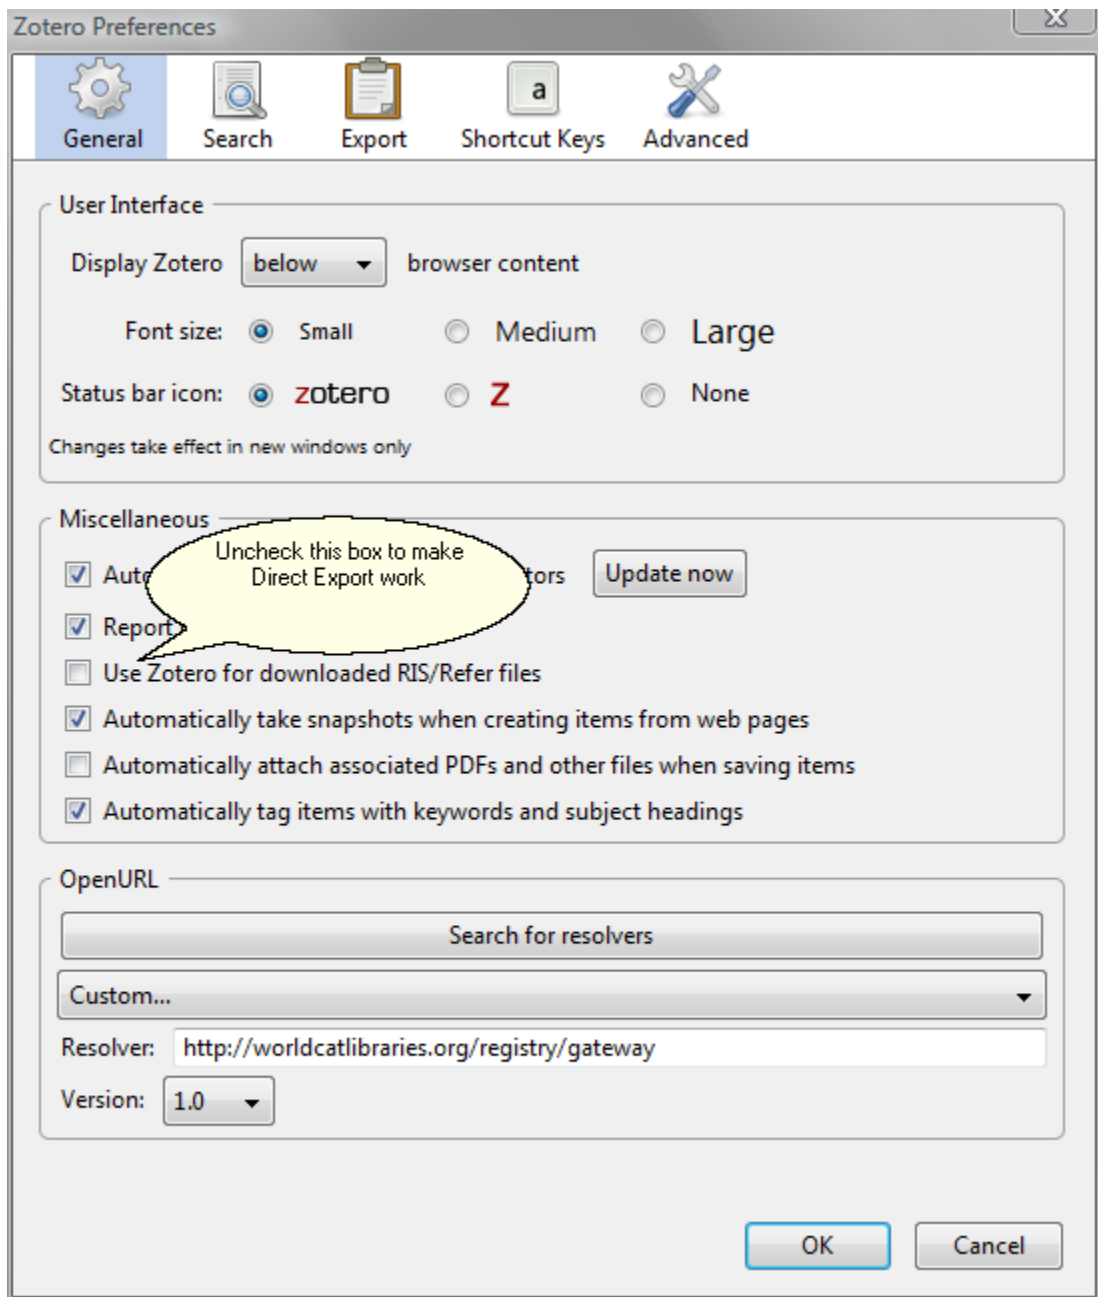 Zotero Preferences
General Search Export a Shortcut Keys Advanced
User Interface
Display Zotero below browser content
Font size: Small Medium Large
Status bar icon: zotero Z None
Changes take effect in new windows only
Miscellaneous
Uncheck this box to make
Direct Export work
Update now
Report
Use Zotero for downloaded RIS/Refer files
Automatically take snapshots when creating items from web pages
Automatically attach associated PDFs and other files when saving items
Automatically tag items with keywords and subject headings
OpenURL
Search for resolvers
Custom...
Resolver: http://worldcatlibraries.org/registry/gateway
Version: 1.0
OK Cancel